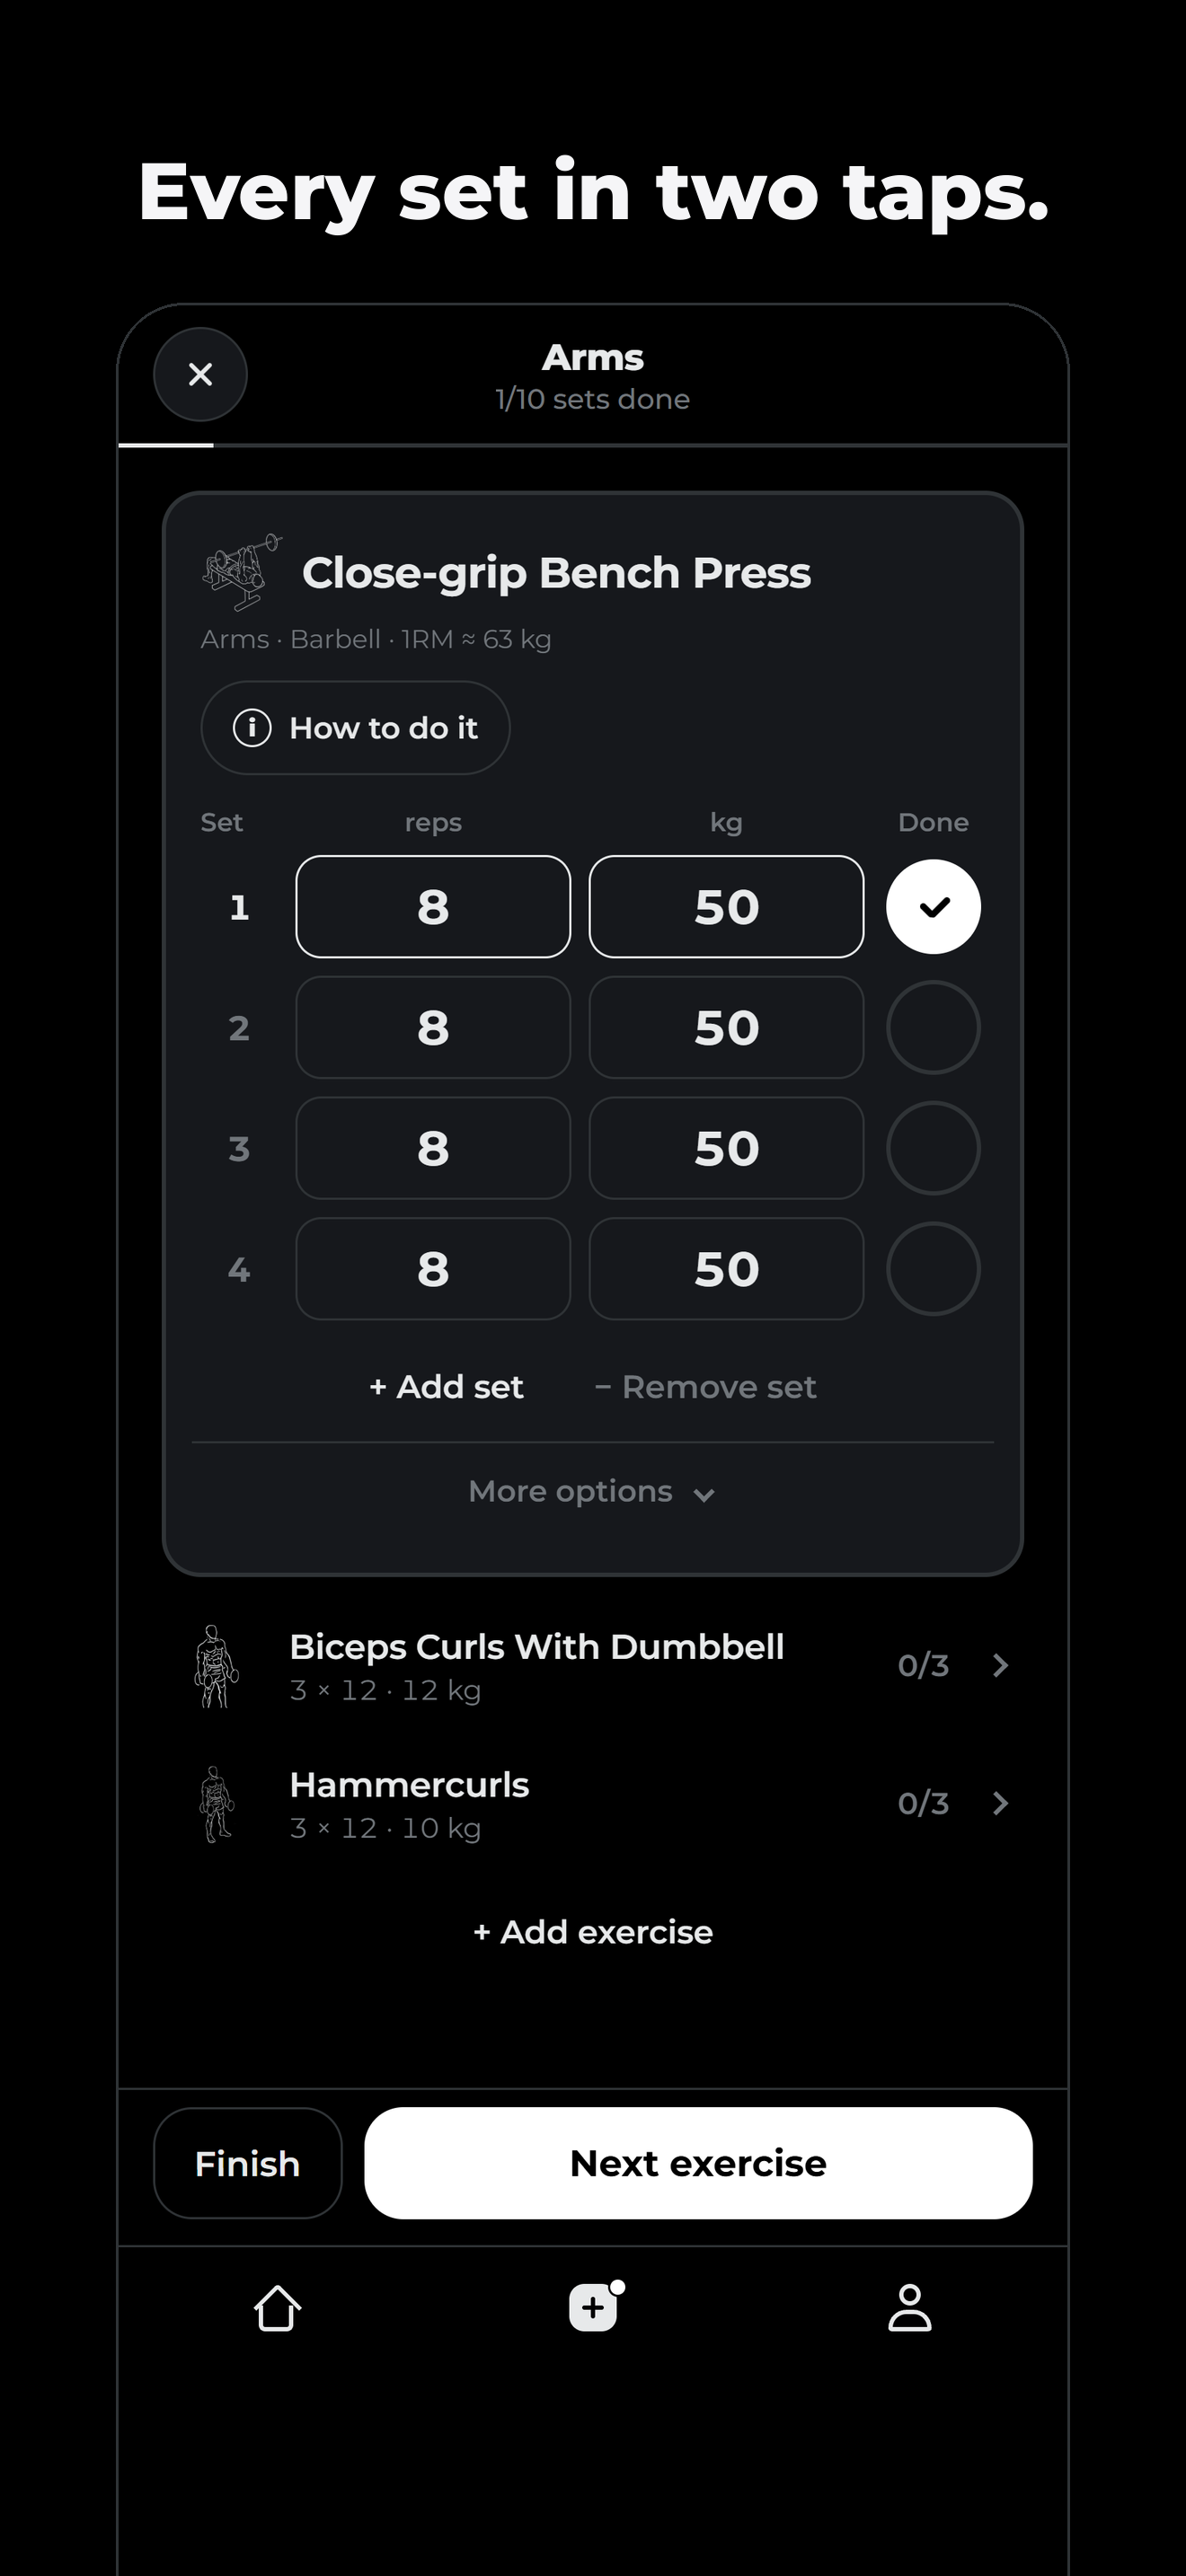 Every set in two taps.
Arms
1/10 sets done
Close-grip Bench Press
Arms · Barbell · 1RM ≈ 63 kg
i How to do it
Set reps kg Done
1 8 50
2 8 50
3 8 50
4 8 50
+ Add set − Remove set
More options
Biceps Curls With Dumbbell
3 × 12 · 12 kg
0/3
Hammercurls
3 × 12 · 10 kg
0/3
+ Add exercise
Finish Next exercise